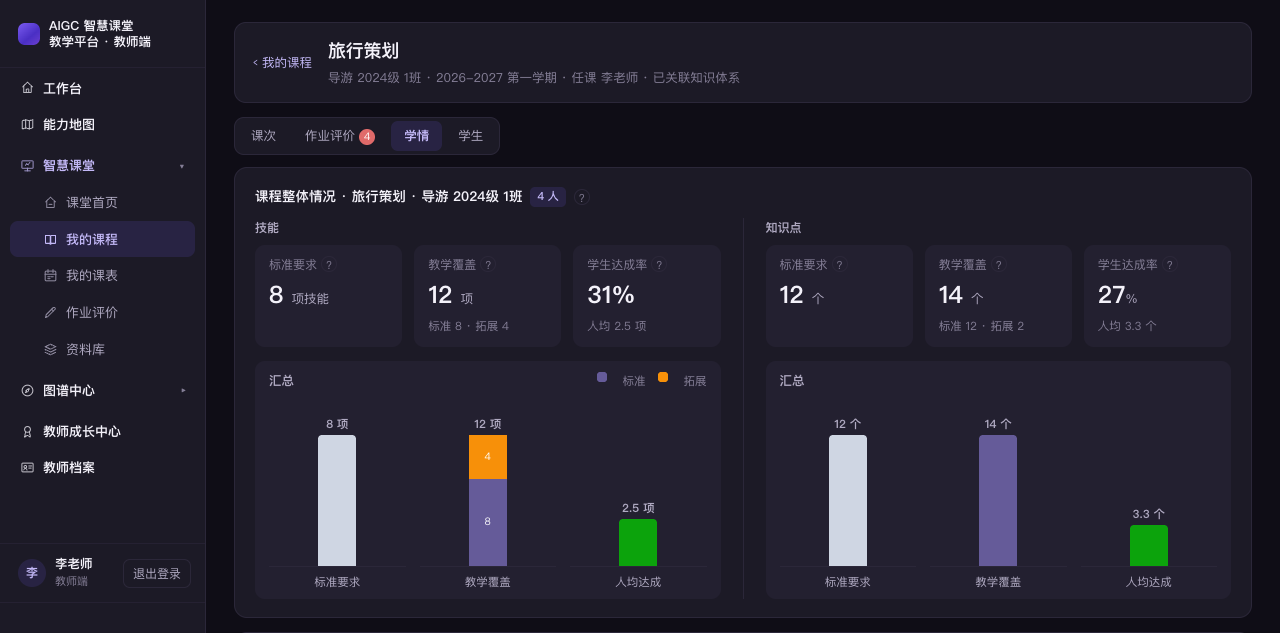 AIGC 智慧课堂
教学平台 · 教师端
工作台
能力地图
智慧课堂
课堂首页
我的课程
我的课表
作业评价
资料库
图谱中心
教师成长中心
教师档案
李
李老师
教师端
退出登录
‹ 我的课程
旅行策划
导游 2024级 1班 · 2026–2027 第一学期 · 任课 李老师 · 已关联知识体系
课次
作业评价 4
学情
学生
课程整体情况 · 旅行策划 · 导游 2024级 1班 4 人 ?
技能
标准要求 ?
8 项技能
教学覆盖 ?
12 项
标准 8 · 拓展 4
学生达成率 ?
31%
人均 2.5 项
汇总
标准 拓展
8 项
12 项
4
8
2.5 项
标准要求
教学覆盖
人均达成
知识点
标准要求 ?
12 个
教学覆盖 ?
14 个
标准 12 · 拓展 2
学生达成率 ?
27%
人均 3.3 个
汇总
12 个
14 个
3.3 个
标准要求
教学覆盖
人均达成